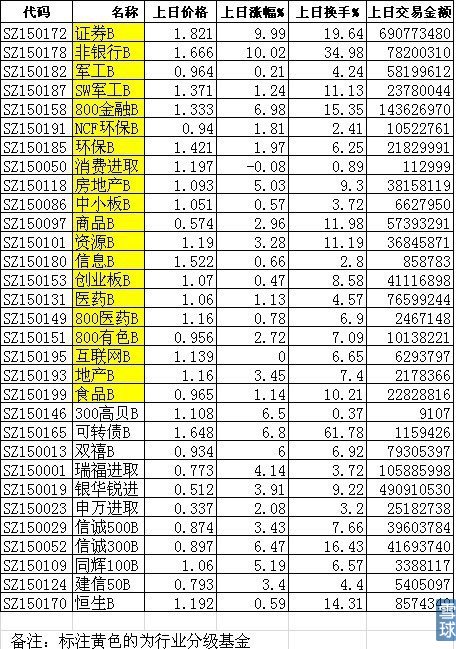 代码 名称 上日价格 上日涨幅% 上日换手% 上日交易金额
SZ150172 证券B 1.821 9.99 19.64 690773480
SZ150178 非银行B 1.666 10.02 34.98 78200310
SZ150182 军工B 0.964 0.21 4.24 58199612
SZ150187 SW军工B 1.371 1.24 11.13 23780044
SZ150158 800金融B 1.333 6.98 15.35 143626970
SZ150191 NCF环保B 0.94 1.81 2.41 10522761
SZ150185 环保B 1.421 1.97 6.25 21829991
SZ150050 消费进取 1.197 -0.08 0.89 112999
SZ150118 房地产B 1.093 5.03 9.3 38158119
SZ150086 中小板B 1.051 0.57 3.72 6627950
SZ150097 商品B 0.574 2.96 11.98 57393291
SZ150101 资源B 1.19 3.28 11.19 36845871
SZ150180 信息B 1.522 0.66 2.8 858783
SZ150153 创业板B 1.07 0.47 8.58 41116898
SZ150131 医药B 1.06 1.13 4.57 76599244
SZ150149 800医药B 1.16 0.78 6.9 2467148
SZ150151 800有色B 0.956 2.72 7.09 10138221
SZ150195 互联网B 1.139 0 6.65 6293797
SZ150193 地产B 1.16 3.45 7.4 2178366
SZ150199 食品B 0.965 1.14 10.21 22828816
SZ150146 300高贝B 1.108 6.5 0.37 9107
SZ150165 可转债B 1.648 6.8 61.78 1159426
SZ150013 双禧B 0.934 6 6.92 79305397
SZ150001 瑞福进取 0.773 4.14 3.72 105885998
SZ150019 银华锐进 0.512 3.91 9.22 490910530
SZ150023 申万进取 0.337 2.08 3.2 25182738
SZ150029 信诚500B 0.874 3.43 7.66 39603784
SZ150052 信诚300B 0.897 6.47 16.43 41693740
SZ150109 同辉100B 1.06 5.19 6.57 3388117
SZ150124 建信50B 0.793 3.4 4.4 5405097
SZ150170 恒生B 1.192 0.59 14.31
备注：标注黄色的为行业分级基金
雪球